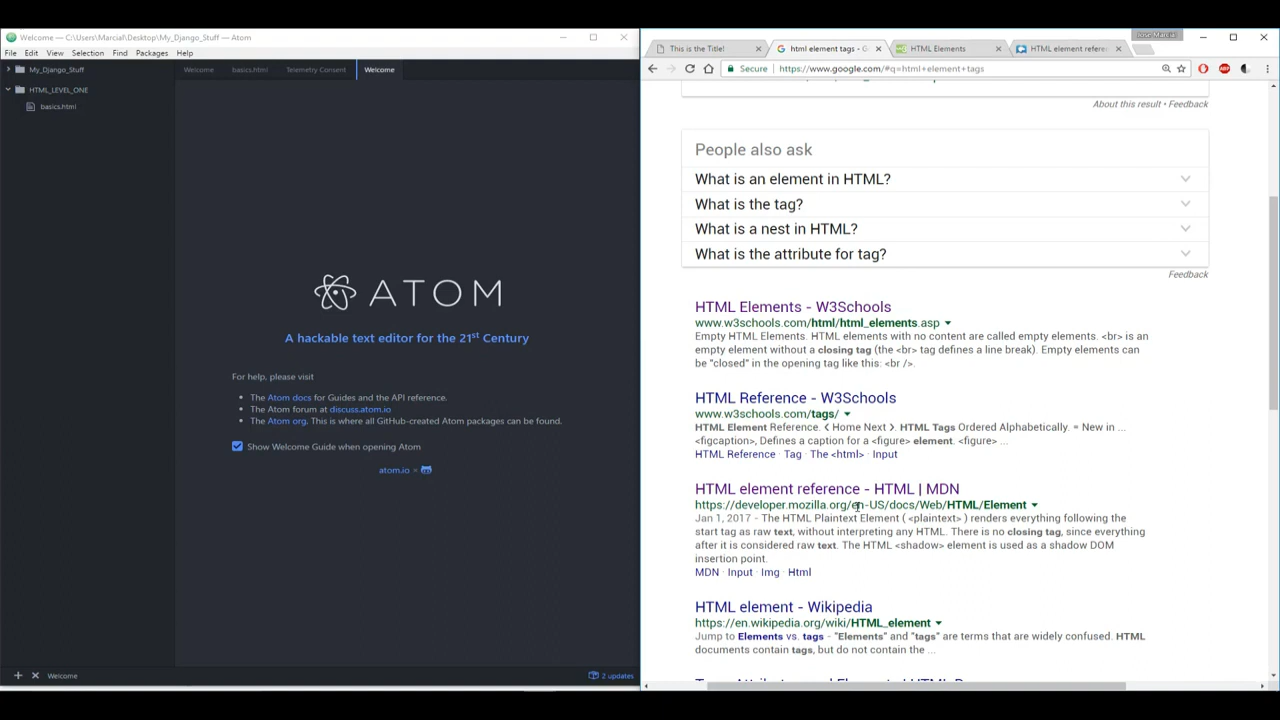 Welcome — C:\Users\Marcial\Desktop\My_Django_Stuff — Atom
File Edit View Selection Find Packages Help
My_Django_Stuff
HTML_LEVEL_ONE
basics.html
Welcome basics.html Telemetry Consent Welcome
ATOM
A hackable text editor for the 21st Century
For help, please visit
• The Atom docs for Guides and the API reference.
• The Atom forum at discuss.atom.io
• The Atom org. This is where all GitHub-created Atom packages can be found.
Show Welcome Guide when opening Atom
atom.io ×
Welcome
2 updates
Jose Marcial
This is the Title! html element tags - G HTML Elements HTML element refere
Secure https://www.google.com/#q=html+element+tags
ABP
About this result • Feedback
People also ask
What is an element in HTML?
What is the tag?
What is a nest in HTML?
What is the attribute for tag?
Feedback
HTML Elements - W3Schools
www.w3schools.com/html/html_elements.asp
Empty HTML Elements. HTML elements with no content are called empty elements. <br> is an
empty element without a closing tag (the <br> tag defines a line break). Empty elements can
be "closed" in the opening tag like this: <br />.
HTML Reference - W3Schools
www.w3schools.com/tags/
HTML Element Reference. ❮ Home Next ❯. HTML Tags Ordered Alphabetically. = New in ...
<figcaption>, Defines a caption for a <figure> element. <figure> ...
HTML Reference · Tag · The <html> · Input
HTML element reference - HTML | MDN
https://developer.mozilla.org/en-US/docs/Web/HTML/Element
Jan 1, 2017 - The HTML Plaintext Element ( <plaintext> ) renders everything following the
start tag as raw text, without interpreting any HTML. There is no closing tag, since everything
after it is considered raw text. The HTML <shadow> element is used as a shadow DOM
insertion point.
MDN · Input · Img · Html
HTML element - Wikipedia
https://en.wikipedia.org/wiki/HTML_element
Jump to Elements vs. tags - "Elements" and "tags" are terms that are widely confused. HTML
documents contain tags, but do not contain the ...